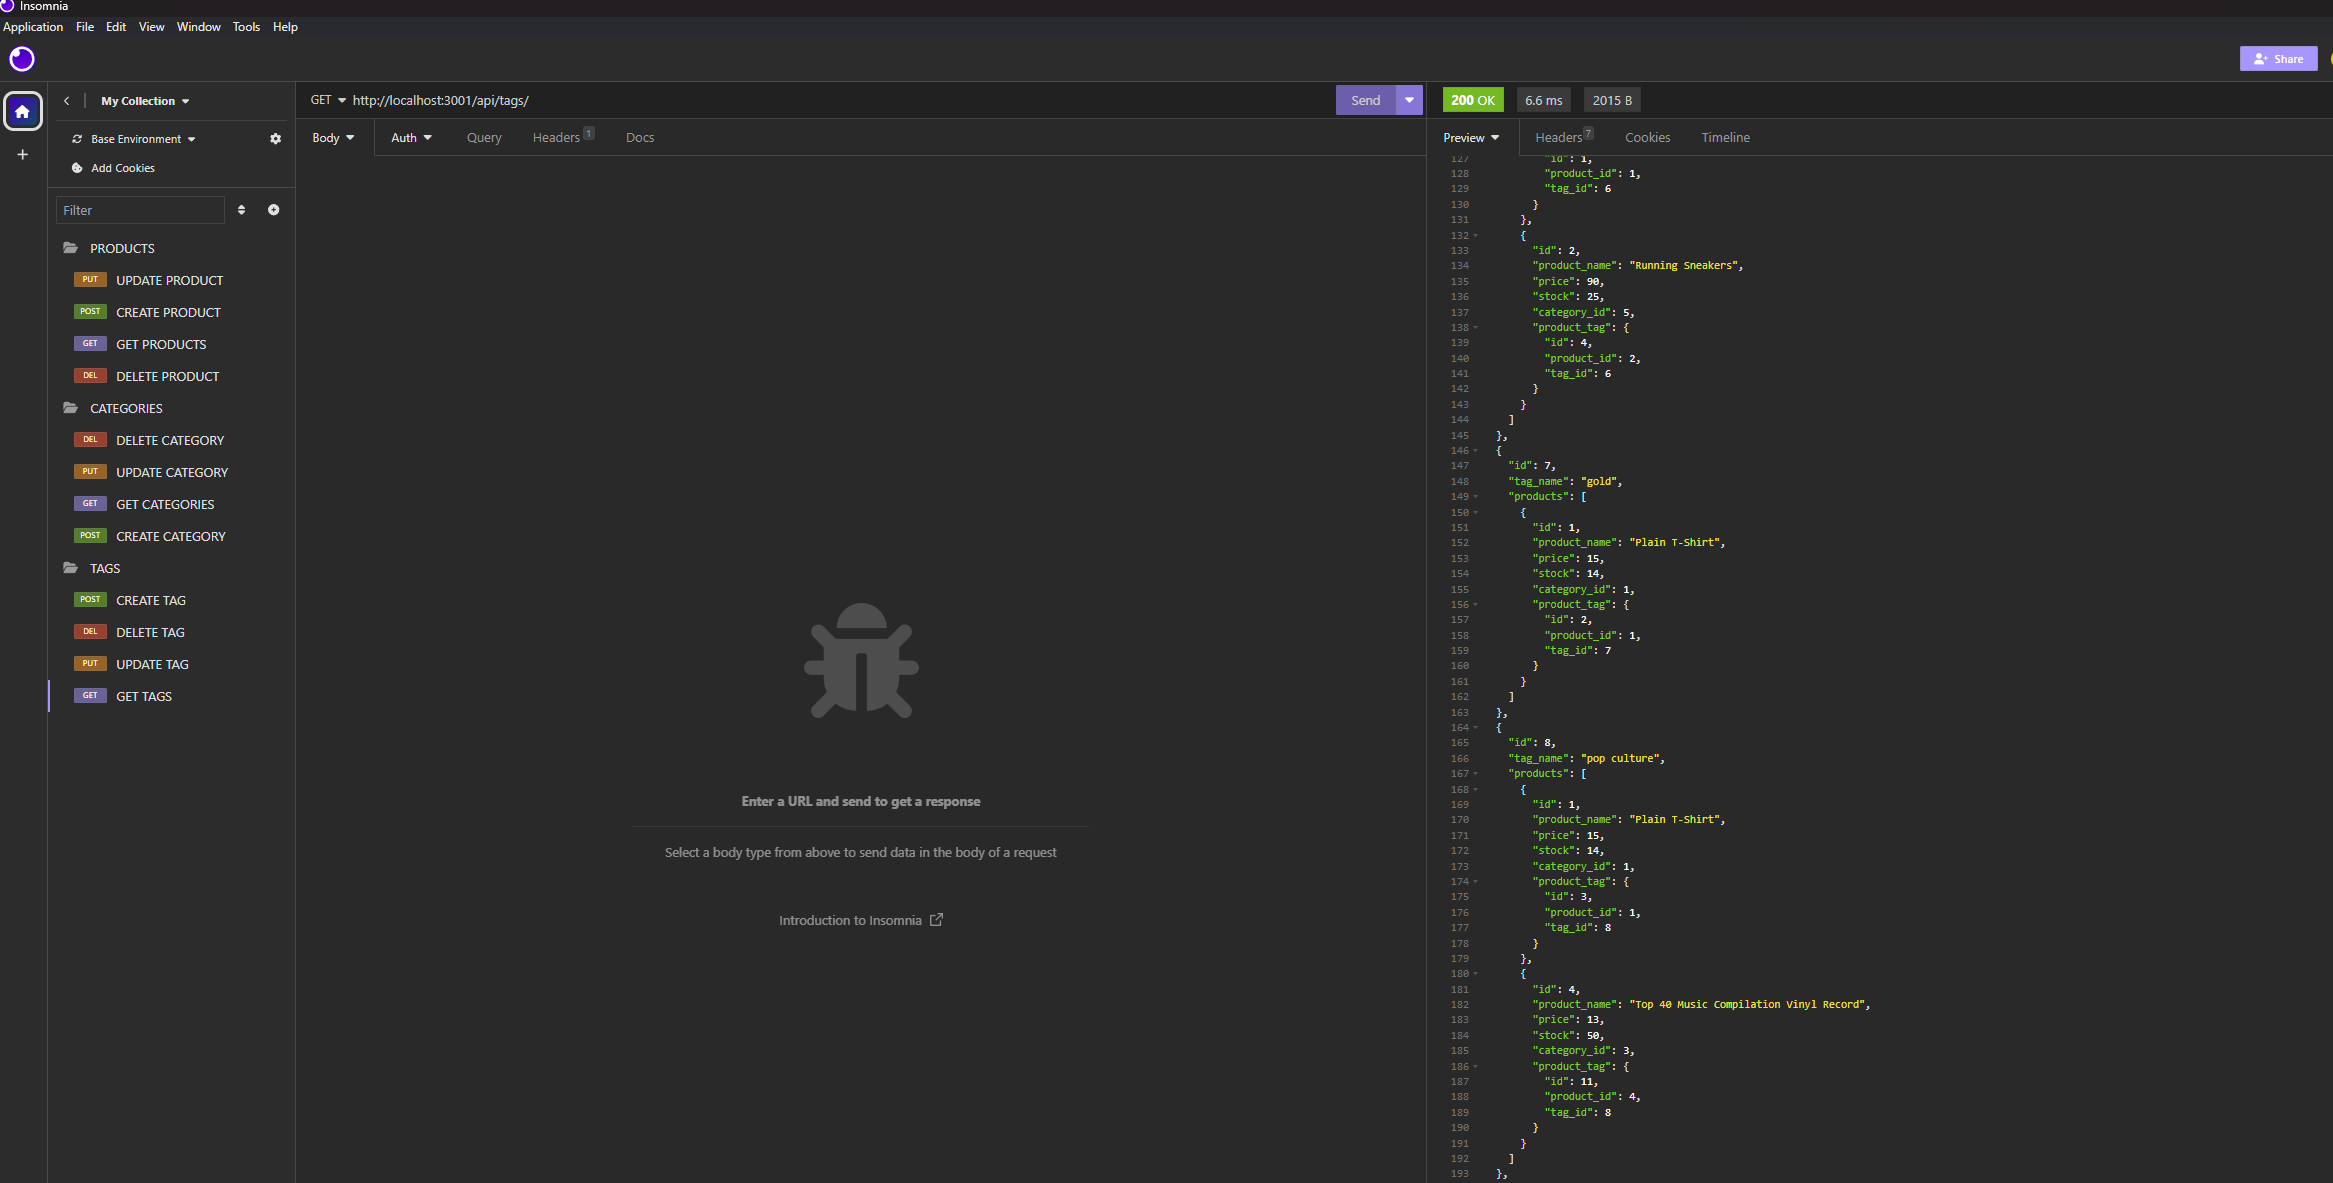 Insomnia
Application File Edit View Window Tools Help
Share
My Collection
Base Environment
Add Cookies
Filter
PRODUCTS
PUT UPDATE PRODUCT
POST CREATE PRODUCT
GET GET PRODUCTS
DEL DELETE PRODUCT
CATEGORIES
DEL DELETE CATEGORY
PUT UPDATE CATEGORY
GET GET CATEGORIES
POST CREATE CATEGORY
TAGS
POST CREATE TAG
DEL DELETE TAG
PUT UPDATE TAG
GET GET TAGS
GET http://localhost:3001/api/tags/ Send
Body Auth Query Headers 1 Docs
Enter a URL and send to get a response
Select a body type from above to send data in the body of a request
Introduction to Insomnia
200 OK 6.6 ms 2015 B
Preview Headers 7 Cookies Timeline
127 "id": 1,
128 "product_id": 1,
129 "tag_id": 6
130 }
131 },
132 {
133 "id": 2,
134 "product_name": "Running Sneakers",
135 "price": 90,
136 "stock": 25,
137 "category_id": 5,
138 "product_tag": {
139 "id": 4,
140 "product_id": 2,
141 "tag_id": 6
142 }
143 }
144 ]
145 },
146 {
147 "id": 7,
148 "tag_name": "gold",
149 "products": [
150 {
151 "id": 1,
152 "product_name": "Plain T-Shirt",
153 "price": 15,
154 "stock": 14,
155 "category_id": 1,
156 "product_tag": {
157 "id": 2,
158 "product_id": 1,
159 "tag_id": 7
160 }
161 }
162 ]
163 },
164 {
165 "id": 8,
166 "tag_name": "pop culture",
167 "products": [
168 {
169 "id": 1,
170 "product_name": "Plain T-Shirt",
171 "price": 15,
172 "stock": 14,
173 "category_id": 1,
174 "product_tag": {
175 "id": 3,
176 "product_id": 1,
177 "tag_id": 8
178 }
179 },
180 {
181 "id": 4,
182 "product_name": "Top 40 Music Compilation Vinyl Record",
183 "price": 13,
184 "stock": 50,
185 "category_id": 3,
186 "product_tag": {
187 "id": 11,
188 "product_id": 4,
189 "tag_id": 8
190 }
191 }
192 ]
193 },